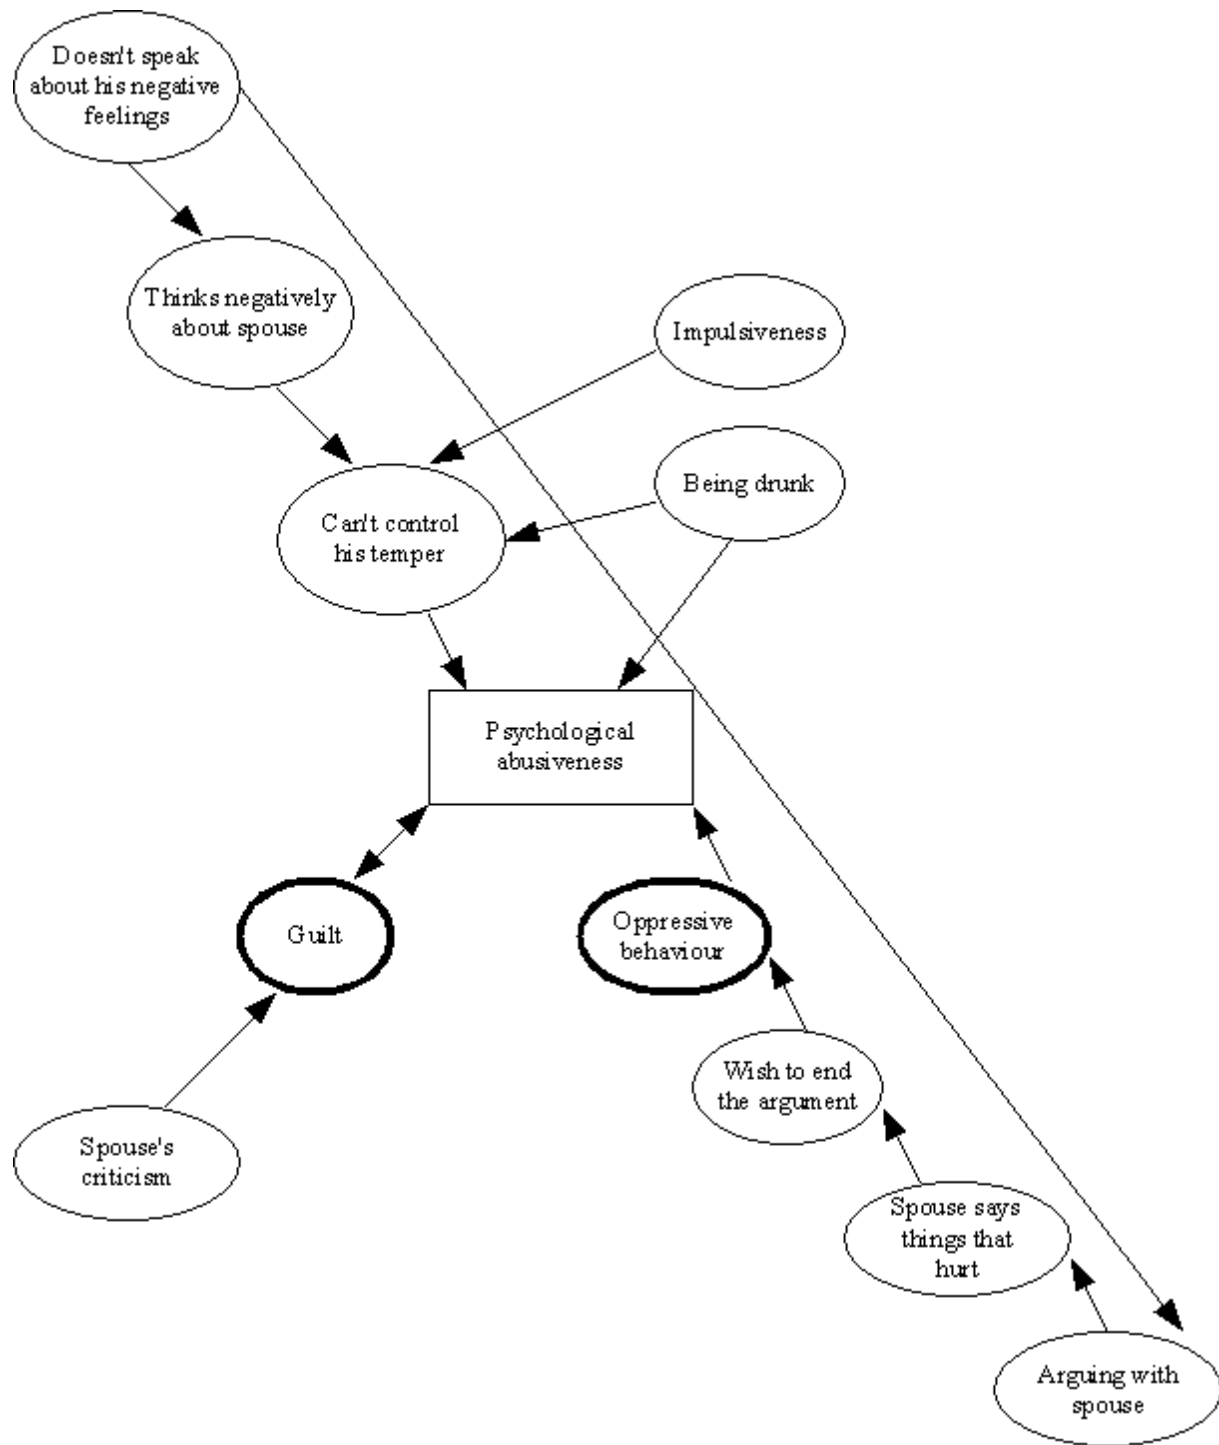 Doesn't speak
about his negative
feelings
Thinks negatively
about spouse
Impulsiveness
Being drunk
Can't control
his temper
Psychological
abusiveness
Guilt
Oppressive
behaviour
Wish to end
the argument
Spouse's
criticism
Spouse says
things that
hurt
Arguing with
spouse